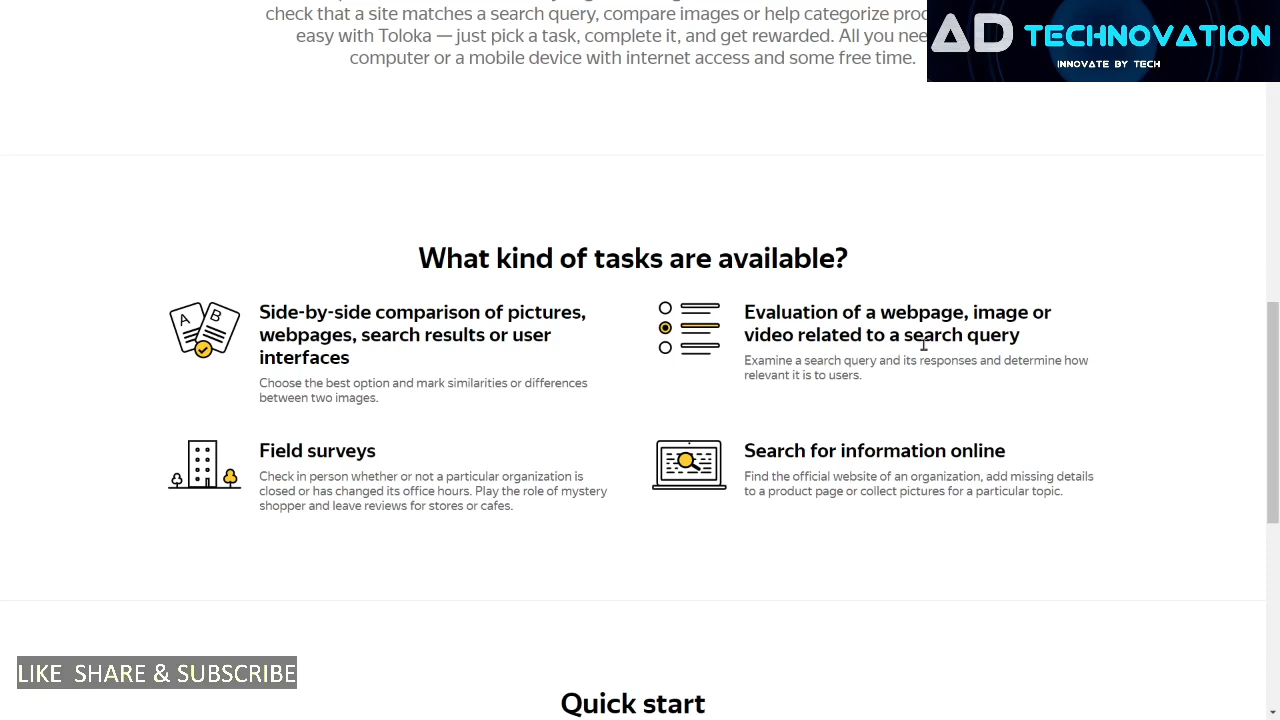 check that a site matches a search query, compare images or help categorize
easy with Toloka — just pick a task, complete it, and get rewarded. All you
computer or a mobile device with internet access and some free time.
AD TECHNOVATION
INNOVATE BY TECH
What kind of tasks are available?
A
B
Side-by-side comparison of pictures,
webpages, search results or user
interfaces
Choose the best option and mark similarities or differences
between two images.
Evaluation of a webpage, image or
video related to a search query
Examine a search query and its responses and determine how
relevant it is to users.
Field surveys
Check in person whether or not a particular organization is
closed or has changed its office hours. Play the role of mystery
shopper and leave reviews for stores or cafes.
Search for information online
Find the official website of an organization, add missing details
to a product page or collect pictures for a particular topic.
LIKE SHARE & SUBSCRIBE
Quick start